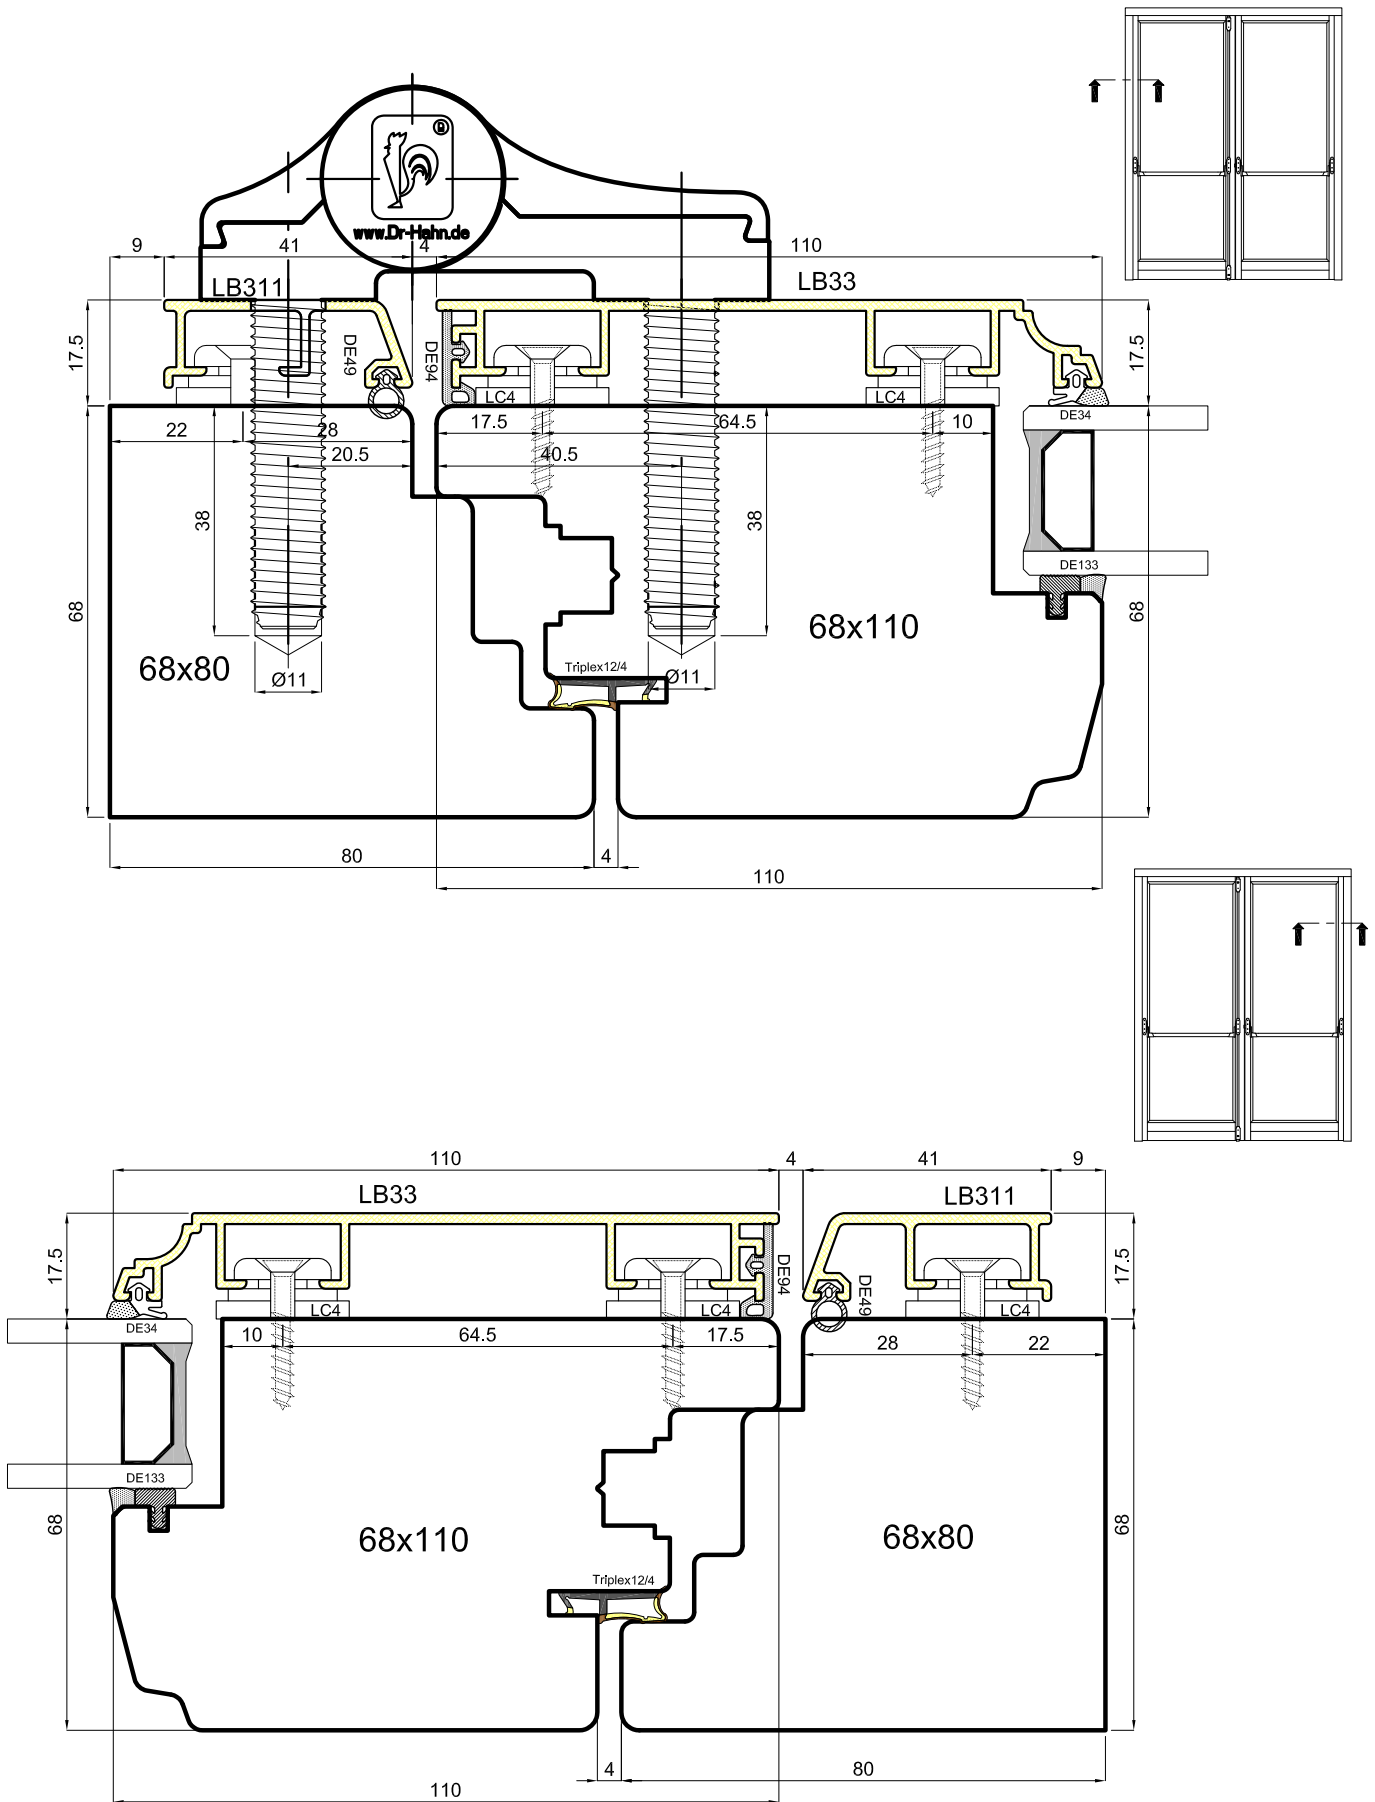 www.Dr-Hahn.de
9
41
4
110
LB311
LB33
17.5
DE49
DE94
17.5
LC4
LC4
DE34
22
28
17.5
64.5
10
20.5
40.5
38
38
DE133
68
68
68x80
68x110
Ø11
Triplex12/4
Ø11
80
4
110
110
4
41
9
LB33
LB311
17.5
DE94
DE49
17.5
LC4
LC4
LC4
DE34
10
64.5
17.5
28
22
DE133
68
68
68x110
68x80
Triplex12/4
4
80
110